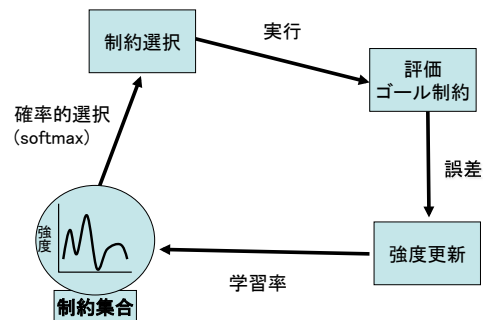 制約選択
実行
評価
ゴール制約
確率的選択
(softmax)
誤差
強度
強度更新
学習率
制約集合